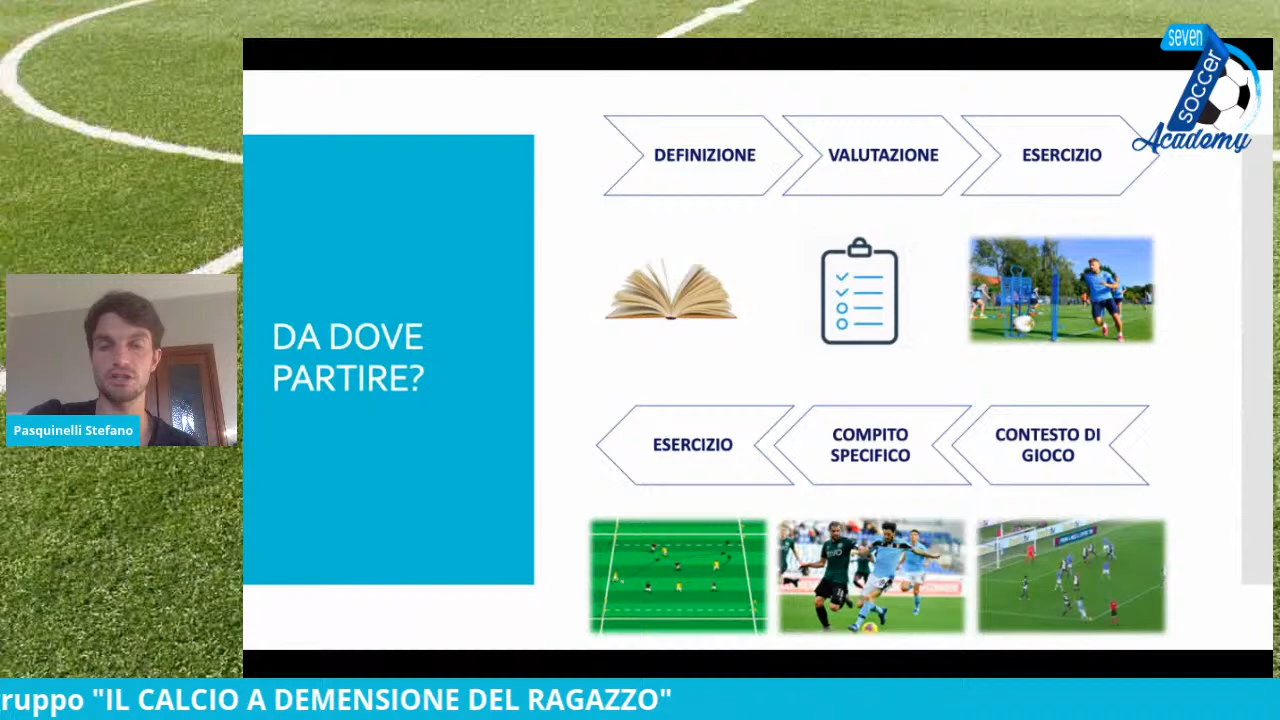 seven
soccer
Academy
DEFINIZIONE
VALUTAZIONE
ESERCIZIO
DA DOVE
PARTIRE?
Pasquinelli Stefano
ESERCIZIO
COMPITO
SPECIFICO
CONTESTO DI
GIOCO
ruppo "IL CALCIO A DEMENSIONE DEL RAGAZZO"